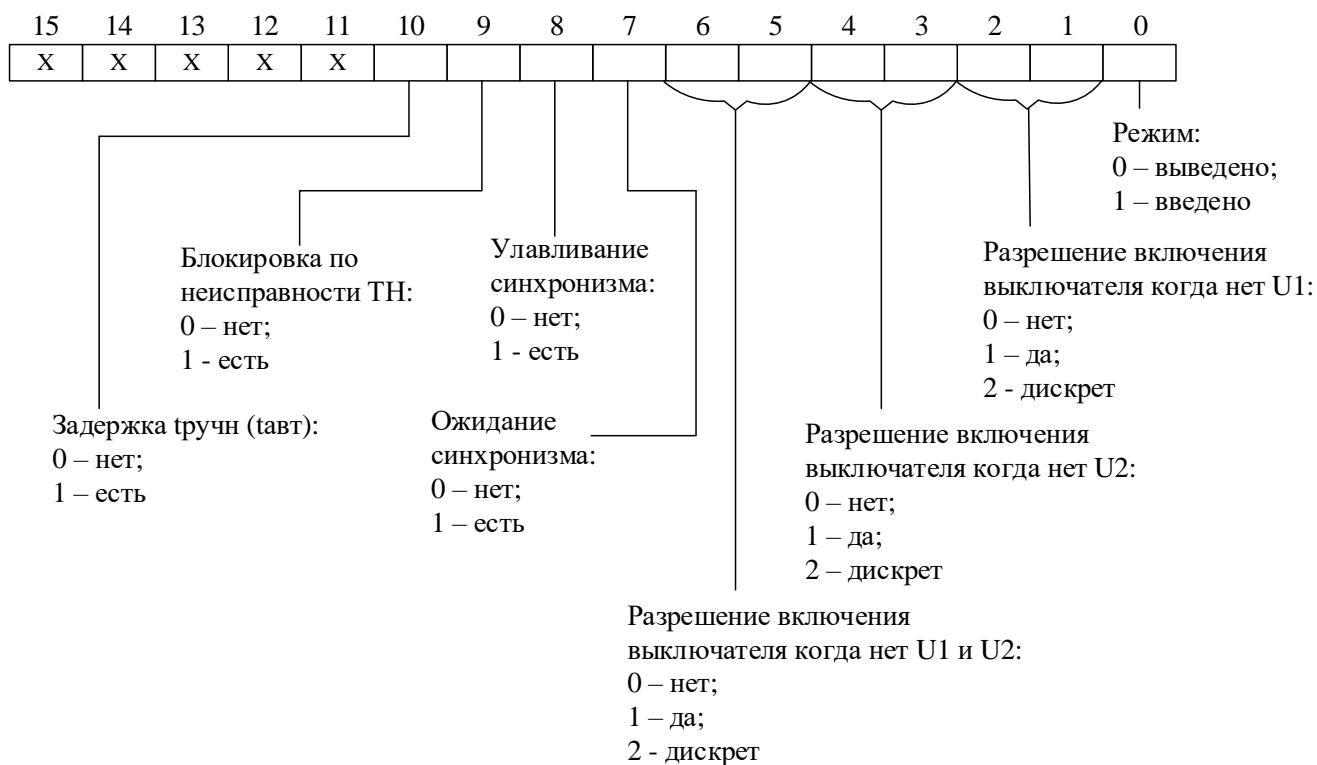 15 14 13 12 11 10 9 8 7 6 5 4 3 2 1 0
X X X X X
Режим:
0 – выведено;
1 – введено
Блокировка по
неисправности ТН:
0 – нет;
1 - есть
Улавливание
синхронизма:
0 – нет;
1 - есть
Разрешение включения
выключателя когда нет U1:
0 – нет;
1 – да;
2 - дискрет
Задержка tручн (tавт):
0 – нет;
1 – есть
Ожидание
синхронизма:
0 – нет;
1 – есть
Разрешение включения
выключателя когда нет U2:
0 – нет;
1 – да;
2 – дискрет
Разрешение включения
выключателя когда нет U1 и U2:
0 – нет;
1 – да;
2 - дискрет